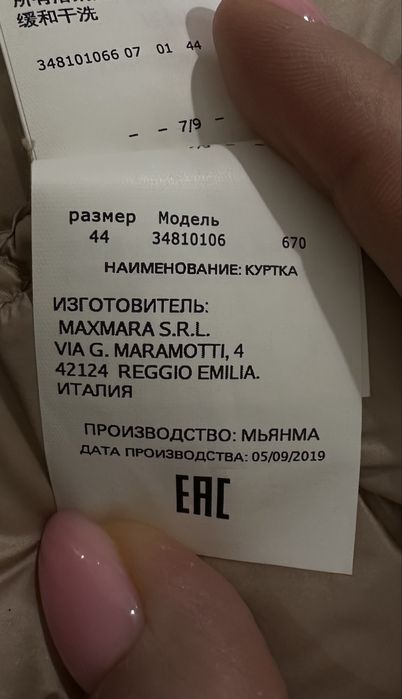 缓和干洗
348101066 07 01 44
- - 7/9 -
размер Модель
44 34810106 670
НАИМЕНОВАНИЕ: КУРТКА
ИЗГОТОВИТЕЛЬ:
MAXMARA S.R.L.
VIA G. MARAMOTTI, 4
42124 REGGIO EMILIA.
ИТАЛИЯ
ПРОИЗВОДСТВО: МЬЯНМА
ДАТА ПРОИЗВОДСТВА: 05/09/2019
EAC